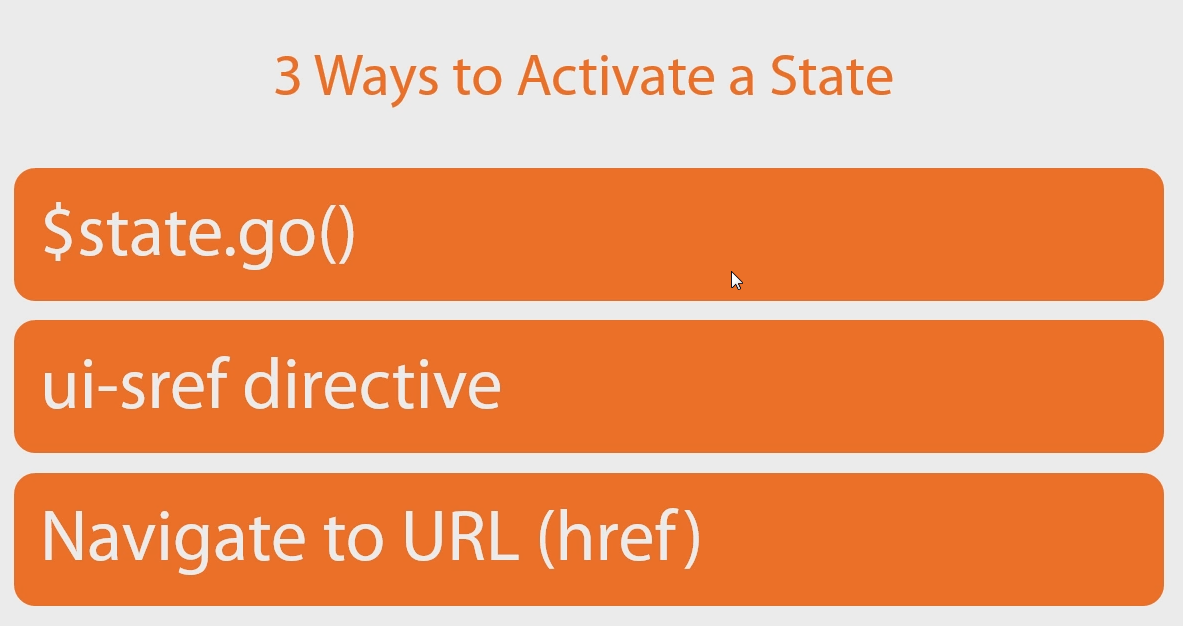 3 Ways to Activate a State
$state.go()
ui-sref directive
Navigate to URL (href)